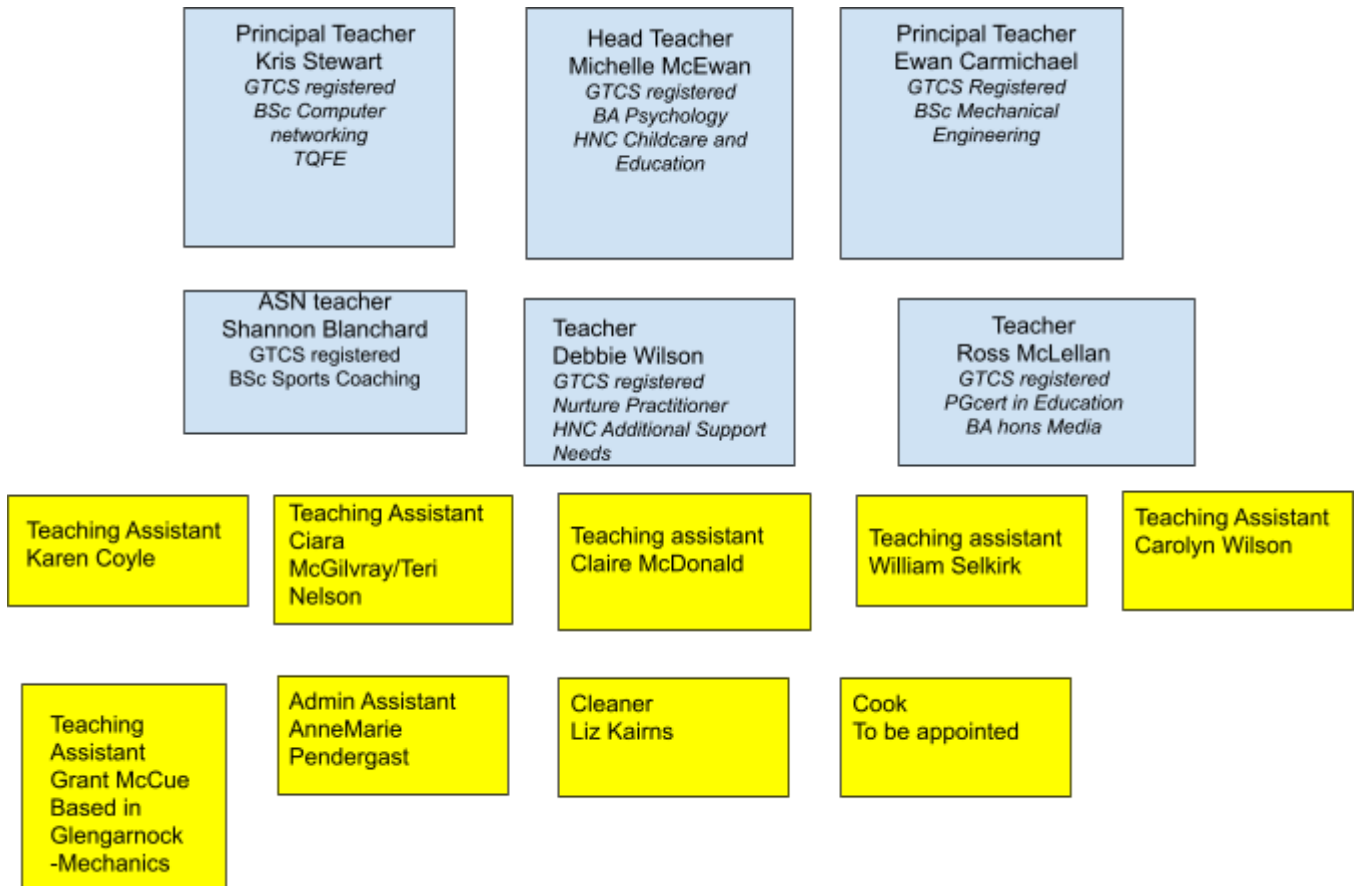 Principal Teacher
Kris Stewart
GTCS registered
BSc Computer
networking
TQFE
Head Teacher
Michelle McEwan
GTCS registered
BA Psychology
HNC Childcare and
Education
Principal Teacher
Ewan Carmichael
GTCS Registered
BSc Mechanical
Engineering
ASN teacher
Shannon Blanchard
GTCS registered
BSc Sports Coaching
Teacher
Debbie Wilson
GTCS registered
Nurture Practitioner
HNC Additional Support
Needs
Teacher
Ross McLellan
GTCS registered
PGcert in Education
BA hons Media
Teaching Assistant
Karen Coyle
Teaching Assistant
Ciara
McGilvray/Teri
Nelson
Teaching assistant
Claire McDonald
Teaching assistant
William Selkirk
Teaching Assistant
Carolyn Wilson
Teaching
Assistant
Grant McCue
Based in
Glengarnock
-Mechanics
Admin Assistant
AnneMarie
Pendergast
Cleaner
Liz Kairns
Cook
To be appointed